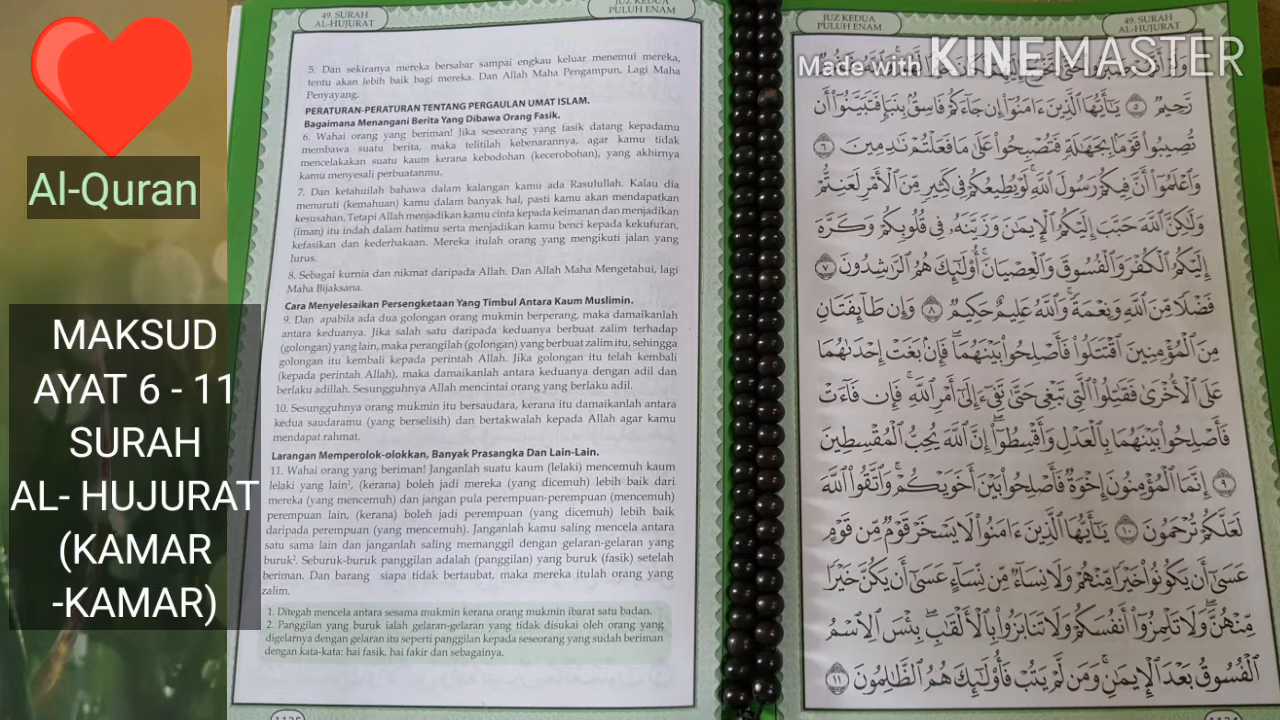 Al-Quran
MAKSUD
AYAT 6 - 11
SURAH
AL- HUJURAT
(KAMAR
-KAMAR)
49. SURAH
AL-HUJURAT
JUZ KEDUA
PULUH ENAM
5. Dan sekiranya mereka bersabar sampai engkau keluar menemui mereka,
tentu akan lebih baik bagi mereka. Dan Allah Maha Pengampun, Lagi Maha
Penyayang.
PERATURAN-PERATURAN TENTANG PERGAULAN UMAT ISLAM.
Bagaimana Menangani Berita Yang Dibawa Orang Fasik.
6. Wahai orang yang beriman! Jika seseorang yang fasik datang kepadamu
membawa suatu berita, maka telitilah kebenarannya, agar kamu tidak
mencelakakan suatu kaum kerana kebodohan (kecerobohan), yang akhirnya
kamu menyesali perbuatanmu.
7. Dan ketahuilah bahawa dalam kalangan kamu ada Rasulullah. Kalau dia
menuruti (kemahuan) kamu dalam banyak hal, pasti kamu akan mendapatkan
kesusahan. Tetapi Allah menjadikan kamu cinta kepada keimanan dan menjadikan
(iman) itu indah dalam hatimu serta menjadikan kamu benci kepada kekufuran,
kefasikan dan kederhakaan. Mereka itulah orang yang mengikuti jalan yang
lurus.
8. Sebagai kurnia dan nikmat daripada Allah. Dan Allah Maha Mengetahui, lagi
Maha Bijaksana.
Cara Menyelesaikan Persengketaan Yang Timbul Antara Kaum Muslimin.
9. Dan apabila ada dua golongan orang mukmin berperang, maka damaikanlah
antara keduanya. Jika salah satu daripada keduanya berbuat zalim terhadap
(golongan) yang lain, maka perangilah (golongan) yang berbuat zalim itu, sehingga
golongan itu kembali kepada perintah Allah. Jika golongan itu telah kembali
(kepada perintah Allah), maka damaikanlah antara keduanya dengan adil dan
berlaku adillah. Sesungguhnya Allah mencintai orang yang berlaku adil.
10. Sesungguhnya orang mukmin itu bersaudara, kerana itu damaikanlah antara
kedua saudaramu (yang berselisih) dan bertakwalah kepada Allah agar kamu
mendapat rahmat.
Larangan Memperolok-olokkan, Banyak Prasangka Dan Lain-Lain.
11. Wahai orang yang beriman! Janganlah suatu kaum (lelaki) mencemuh kaum
lelaki yang lain¹, (kerana) boleh jadi mereka (yang dicemuh) lebih baik dari
mereka (yang mencemuh) dan jangan pula perempuan-perempuan (mencemuh)
perempuan lain, (kerana) boleh jadi perempuan (yang dicemuh) lebih baik
daripada perempuan (yang mencemuh). Janganlah kamu saling mencela antara
satu sama lain dan janganlah saling memanggil dengan gelaran-gelaran yang
buruk². Seburuk-buruk panggilan adalah (panggilan) yang buruk (fasik) setelah
beriman. Dan barang siapa tidak bertaubat, maka mereka itulah orang yang
zalim.
1. Ditegah mencela antara sesama mukmin kerana orang mukmin ibarat satu badan.
2. Panggilan yang buruk ialah gelaran-gelaran yang tidak disukai oleh orang yang
digelarnya dengan gelaran itu seperti panggilan kepada seseorang yang sudah beriman
dengan kata-kata: hai fasik, hai fakir dan sebagainya.
JUZ KEDUA
PULUH ENAM
49. SURAH
AL-HUJURAT
Made with KINEMASTER
رَّحِيمٌ ٥ يَٰٓأَيُّهَا ٱلَّذِينَ ءَامَنُوٓا۟ إِن جَآءَكُمْ فَاسِقٌۢ بِنَبَإٍ فَتَبَيَّنُوٓا۟ أَن
تُصِيبُوا۟ قَوْمًۢا بِجَهَٰلَةٍ فَتُصْبِحُوا۟ عَلَىٰ مَا فَعَلْتُمْ نَٰدِمِينَ ٦
وَٱعْلَمُوٓا۟ أَنَّ فِيكُمْ رَسُولَ ٱللَّهِ ۚ لَوْ يُطِيعُكُمْ فِى كَثِيرٍ مِّنَ ٱلْأَمْرِ لَعَنِتُّمْ
وَلَٰكِنَّ ٱللَّهَ حَبَّبَ إِلَيْكُمُ ٱلْإِيمَٰنَ وَزَيَّنَهُۥ فِى قُلُوبِكُمْ وَكَرَّهَ
إِلَيْكُمُ ٱلْكُفْرَ وَٱلْفُسُوقَ وَٱلْعِصْيَانَ ۚ أُو۟لَٰٓئِكَ هُمُ ٱلرَّٰشِدُونَ ٧
فَضْلًا مِّنَ ٱللَّهِ وَنِعْمَةً ۚ وَٱللَّهُ عَلِيمٌ حَكِيمٌ ٨ وَإِن طَآئِفَتَانِ
مِنَ ٱلْمُؤْمِنِينَ ٱقْتَتَلُوا۟ فَأَصْلِحُوا۟ بَيْنَهُمَا ۖ فَإِنۢ بَغَتْ إِحْدَىٰهُمَا
عَلَى ٱلْأُخْرَىٰ فَقَٰتِلُوا۟ ٱلَّتِى تَبْغِى حَتَّىٰ تَفِىٓءَ إِلَىٰٓ أَمْرِ ٱللَّهِ ۚ فَإِن فَآءَتْ
فَأَصْلِحُوا۟ بَيْنَهُمَا بِٱلْعَدْلِ وَأَقْسِطُوٓا۟ ۖ إِنَّ ٱللَّهَ يُحِبُّ ٱلْمُقْسِطِينَ
٩ إِنَّمَا ٱلْمُؤْمِنُونَ إِخْوَةٌ فَأَصْلِحُوا۟ بَيْنَ أَخَوَيْكُمْ ۚ وَٱتَّقُوا۟ ٱللَّهَ
لَعَلَّكُمْ تُرْحَمُونَ ١٠ يَٰٓأَيُّهَا ٱلَّذِينَ ءَامَنُوا۟ لَا يَسْخَرْ قَوْمٌ مِّن قَوْمٍ
عَسَىٰٓ أَن يَكُونُوا۟ خَيْرًا مِّنْهُمْ وَلَا نِسَآءٌ مِّن نِّسَآءٍ عَسَىٰٓ أَن يَكُنَّ خَيْرًا
مِّنْهُنَّ ۖ وَلَا تَلْمِزُوٓا۟ أَنفُسَكُمْ وَلَا تَنَابَزُوا۟ بِٱلْأَلْقَٰبِ ۖ بِئْسَ ٱلِٱسْمُ
ٱلْفُسُوقُ بَعْدَ ٱلْإِيمَٰنِ ۚ وَمَن لَّمْ يَتُبْ فَأُو۟لَٰٓئِكَ هُمُ ٱلظَّٰلِمُونَ ١١